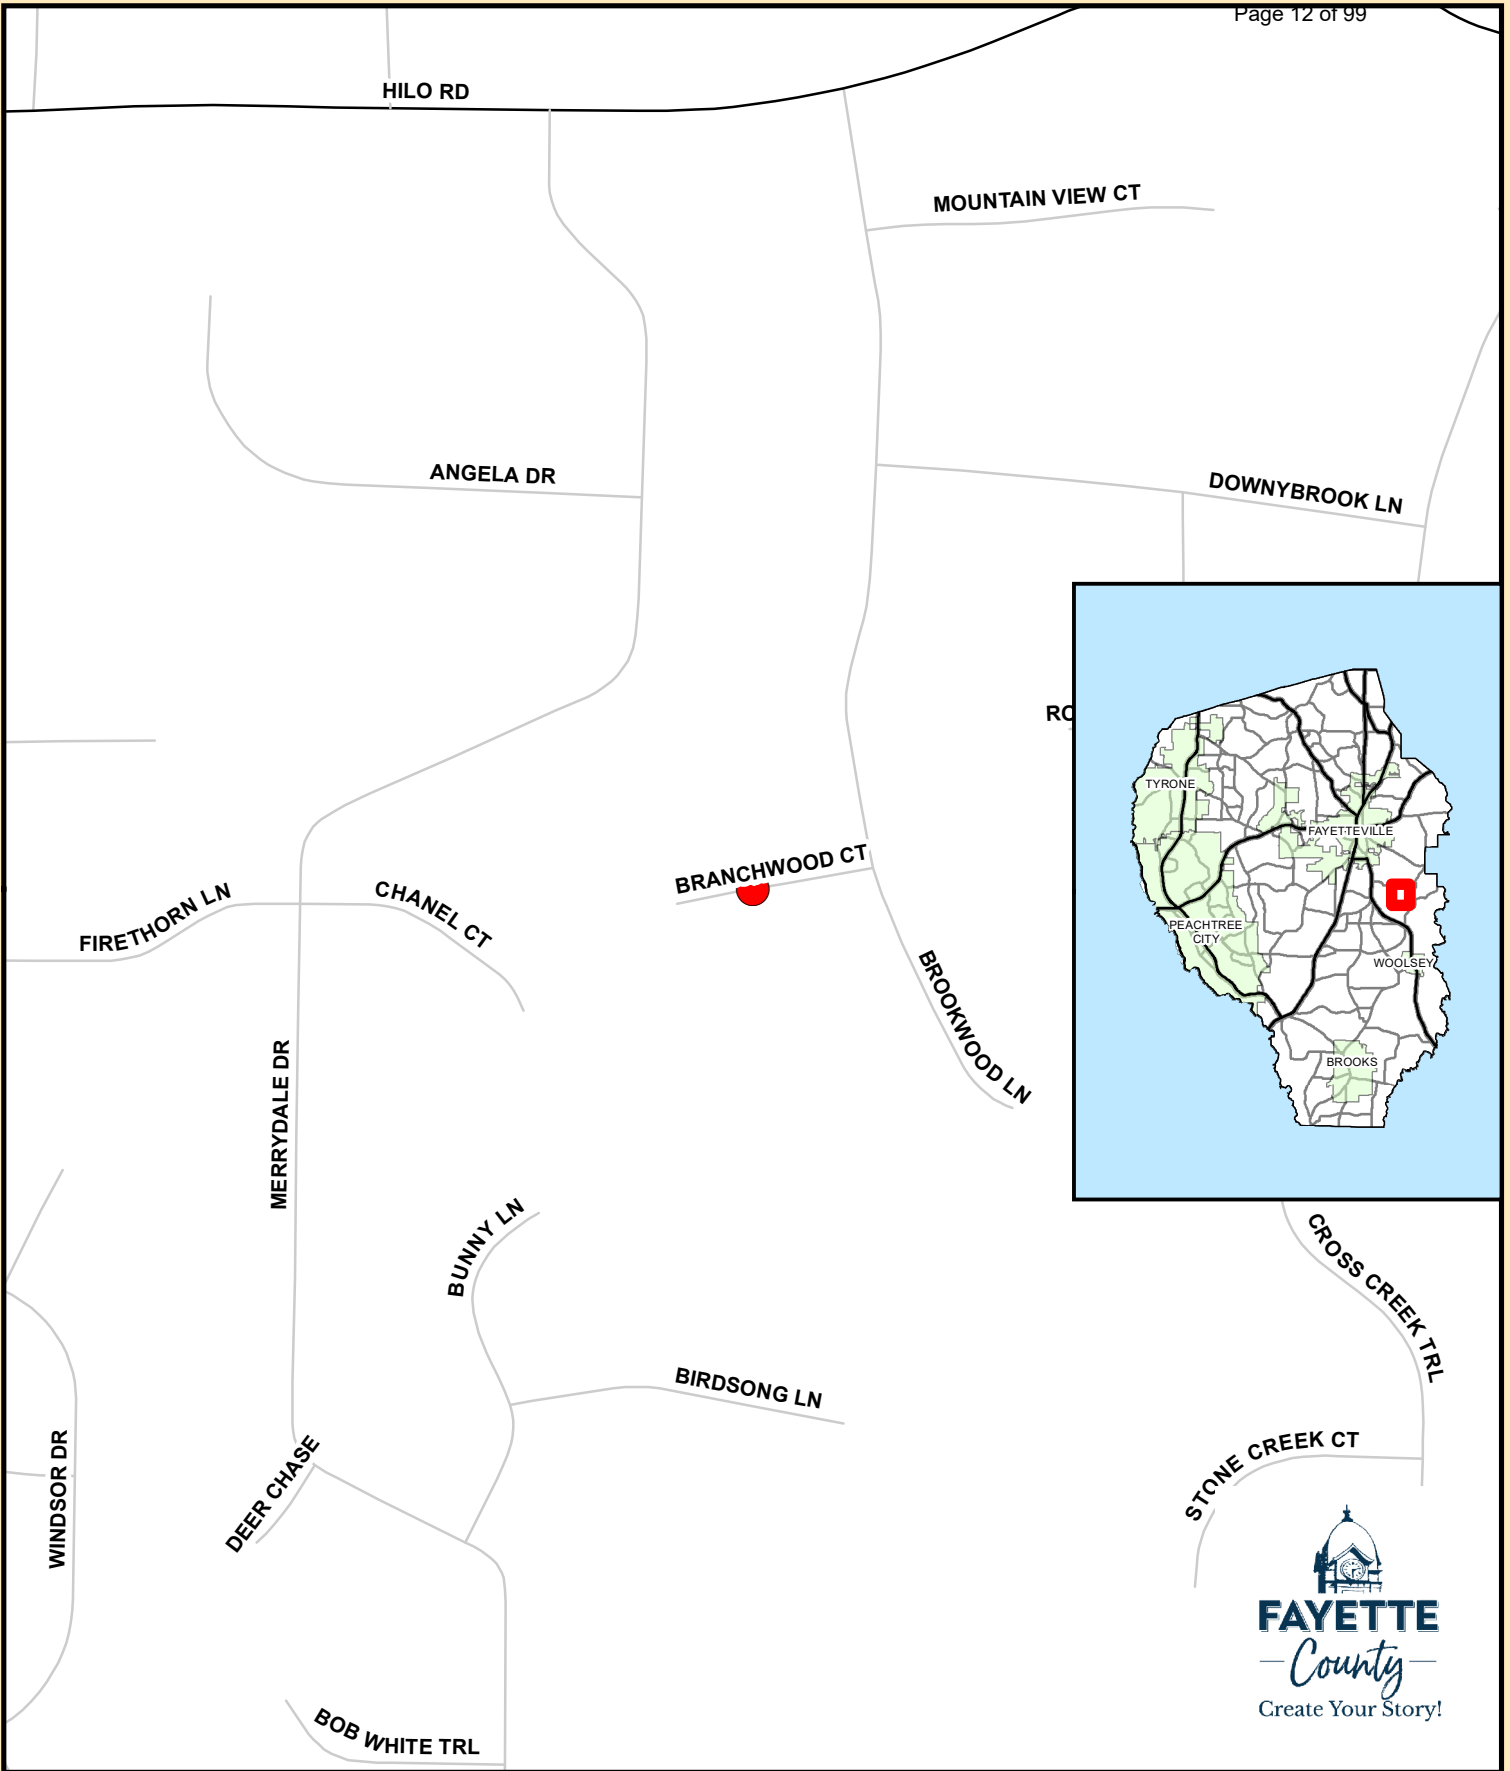 Page 12 of 99
HILO RD
MOUNTAIN VIEW CT
ANGELA DR
DOWNYBROOK LN
RO
TYRONE
FAYETTEVILLE
BRANCHWOOD CT
FIRETHORN LN
CHANEL CT
PEACHTREE
CITY
WOOLSEY
BROOKWOOD LN
MERRYDALE DR
BROOKS
BUNNY LN
CROSS CREEK TRL
BIRDSONG LN
WINDSOR DR
DEER CHASE
STONE CREEK CT
FAYETTE
County
Create Your Story!
BOB WHITE TRL